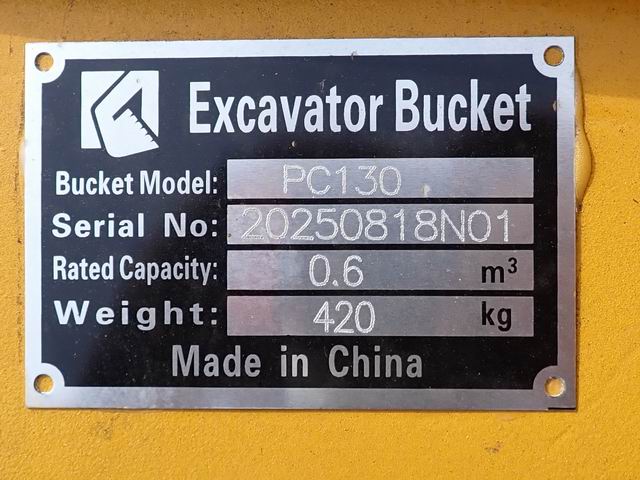 Excavator Bucket
Bucket Model: PC130
Serial No: 20250818N01
Rated Capacity: 0.6 m³
Weight: 420 kg
Made in China